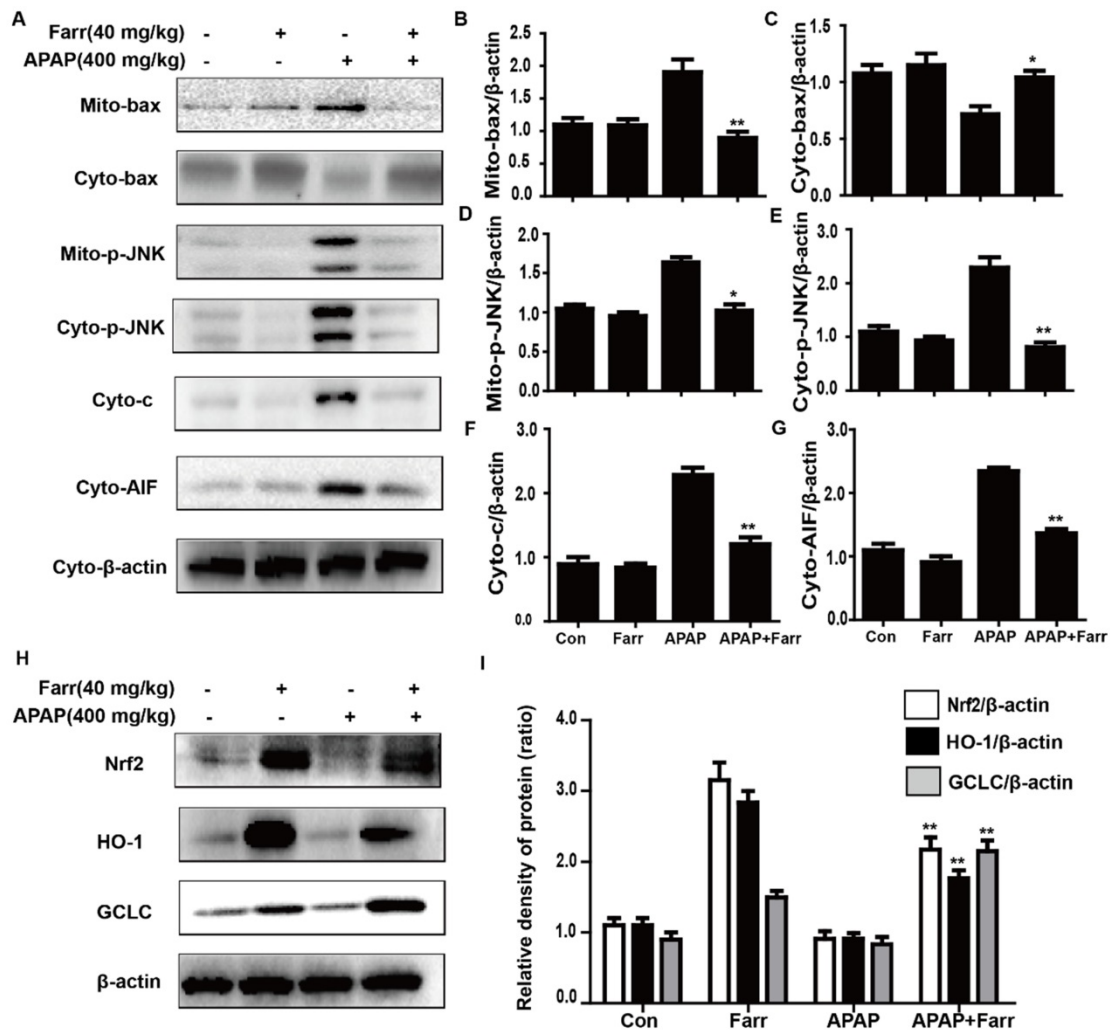 A
Farr(40 mg/kg) - + - +
APAP(400 mg/kg) - - + +
Mito-bax
Cyto-bax
Mito-p-JNK
Cyto-p-JNK
Cyto-c
Cyto-AIF
Cyto-β-actin
B
Mito-bax/β-actin
2.5
2.0
1.5
1.0
0.5
0.0
**
C
Cyto-bax/β-actin
1.5
1.0
0.5
0.0
*
D
Mito-p-JNK/β-actin
2.0
1.5
1.0
0.5
0.0
*
E
Cyto-p-JNK/β-actin
3.0
2.0
1.0
0.0
**
F
Cyto-c/β-actin
3.0
2.0
1.0
0.0
**
Con Farr APAP APAP+Farr
G
Cyto-AIF/β-actin
3.0
2.0
1.0
0.0
**
Con Farr APAP APAP+Farr
H
Farr(40 mg/kg) - + - +
APAP(400 mg/kg) - - + +
Nrf2
HO-1
GCLC
β-actin
I
Nrf2/β-actin
HO-1/β-actin
GCLC/β-actin
Relative density of protein (ratio)
4.0
3.0
2.0
1.0
0.0
** ** **
Con Farr APAP APAP+Farr